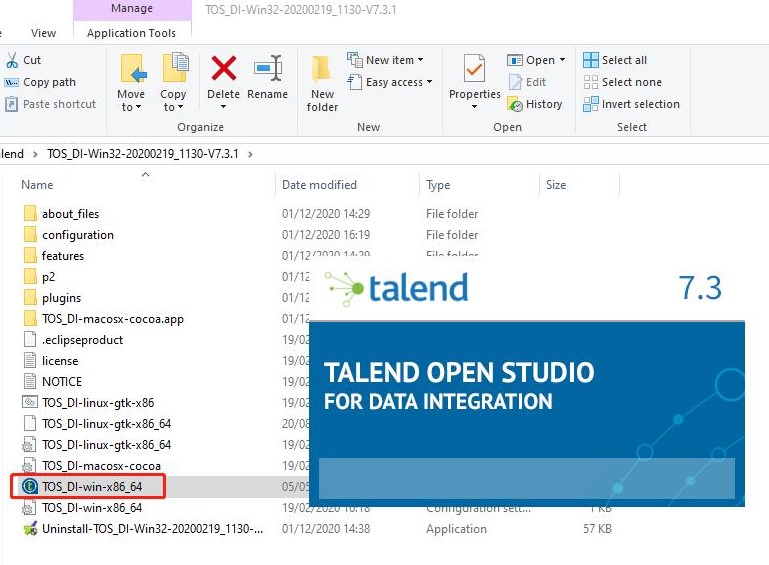 Manage TOS_DI-Win32-20200219_1130-V7.3.1
View Application Tools
Cut
Copy path
Paste shortcut
Move to
Copy to
Delete
Rename
New folder
New item
Easy access
Properties
Open
Edit
History
Select all
Select none
Invert selection
Organize New Open Select
TOS_DI-Win32-20200219_1130-V7.3.1
Name Date modified Type Size
about_files 01/12/2020 14:29 File folder
configuration 01/12/2020 16:19 File folder
features 01/12/2020 14:29 File folder
p2 01/12
plugins 01/12
TOS_DI-macosx-cocoa.app 01/12
.eclipseproduct 19/02
license 19/02
NOTICE 19/02
TOS_DI-linux-gtk-x86 19/02
TOS_DI-linux-gtk-x86_64 20/08
TOS_DI-linux-gtk-x86_64 19/02
TOS_DI-macosx-cocoa 19/02
TOS_DI-win-x86_64 05/05
TOS_DI-win-x86_64 19/02/2020 16:18 Configuration sett... 1 KB
Uninstall-TOS_DI-Win32-20200219_1130-... 01/12/2020 14:38 Application 57 KB
talend 7.3
TALEND OPEN STUDIO
FOR DATA INTEGRATION